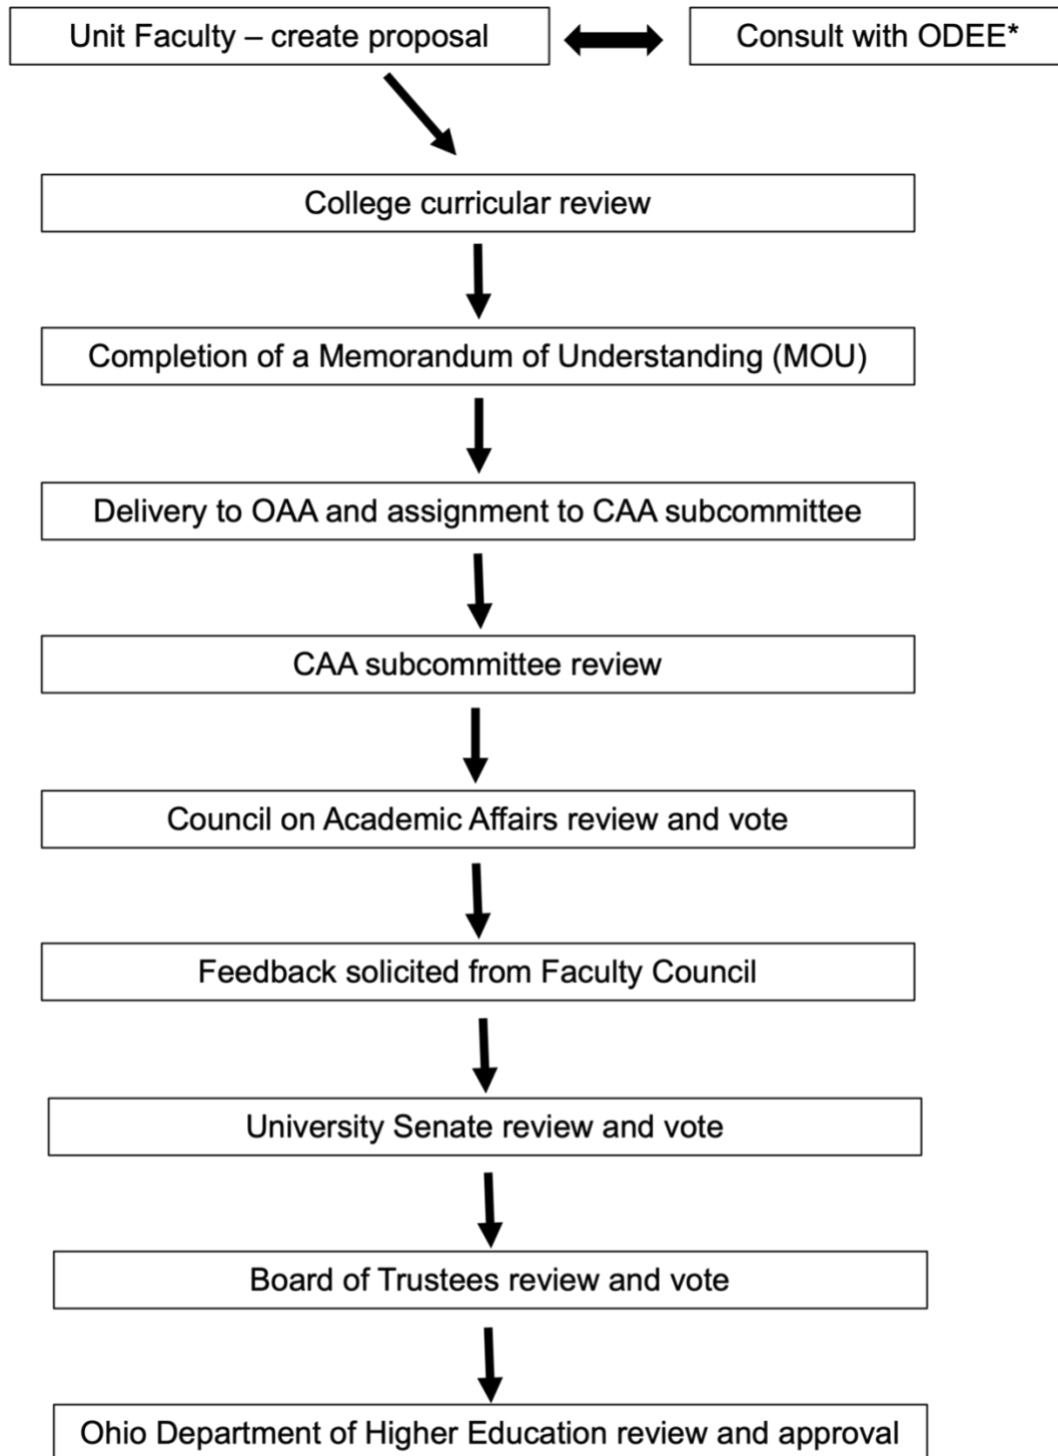 Unit Faculty – create proposal
Consult with ODEE*
College curricular review
Completion of a Memorandum of Understanding (MOU)
Delivery to OAA and assignment to CAA subcommittee
CAA subcommittee review
Council on Academic Affairs review and vote
Feedback solicited from Faculty Council
University Senate review and vote
Board of Trustees review and vote
Ohio Department of Higher Education review and approval